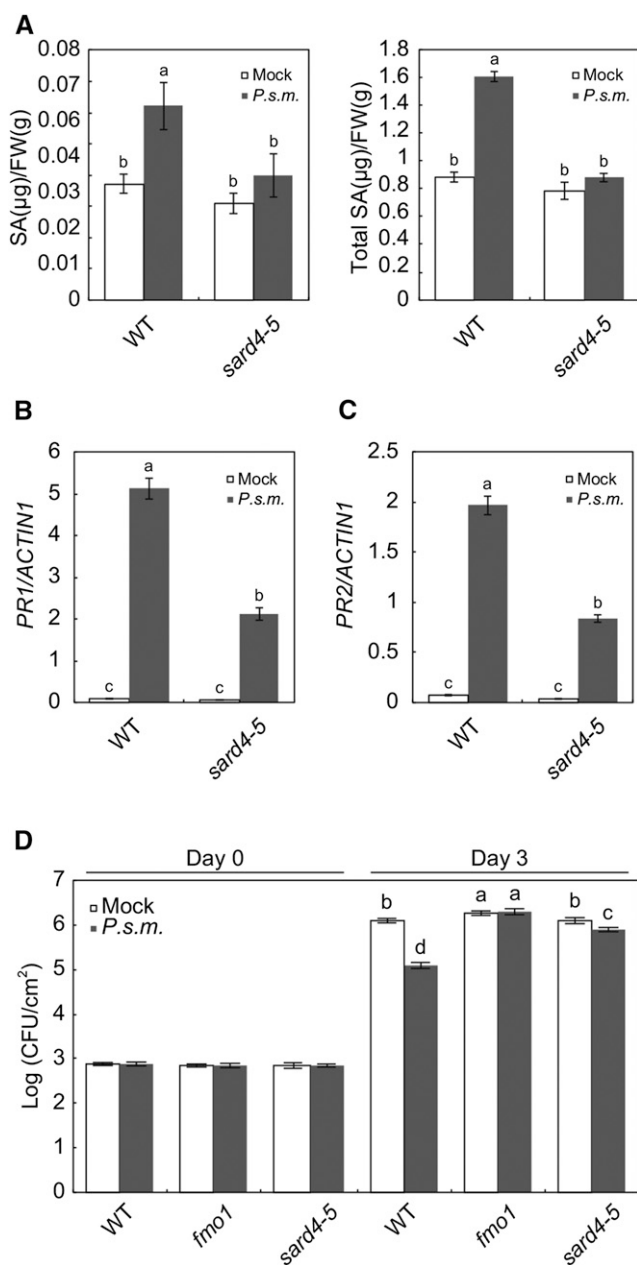 A
SA(µg)/FW(g)
0.08
0.07
0.06
0.04
0.03
0.01
0
a
b
b
b
Mock
P.s.m.
WT
sard4-5
Total SA(µg)/FW(g)
1.8
1.6
1.4
1.2
1
0.8
0.6
0.4
0.2
0
a
b
b
b
Mock
P.s.m.
WT
sard4-5
B
PR1/ACTIN1
6
5
4
3
2
1
0
a
b
c
c
Mock
P.s.m.
WT
sard4-5
C
PR2/ACTIN1
2.5
2
1.5
1
0.5
0
a
b
c
c
Mock
P.s.m.
WT
sard4-5
D
Day 0
Day 3
Log (CFU/cm²)
7
6
5
4
3
2
1
0
Mock
P.s.m.
b
d
a
a
b
c
WT
fmo1
sard4-5
WT
fmo1
sard4-5